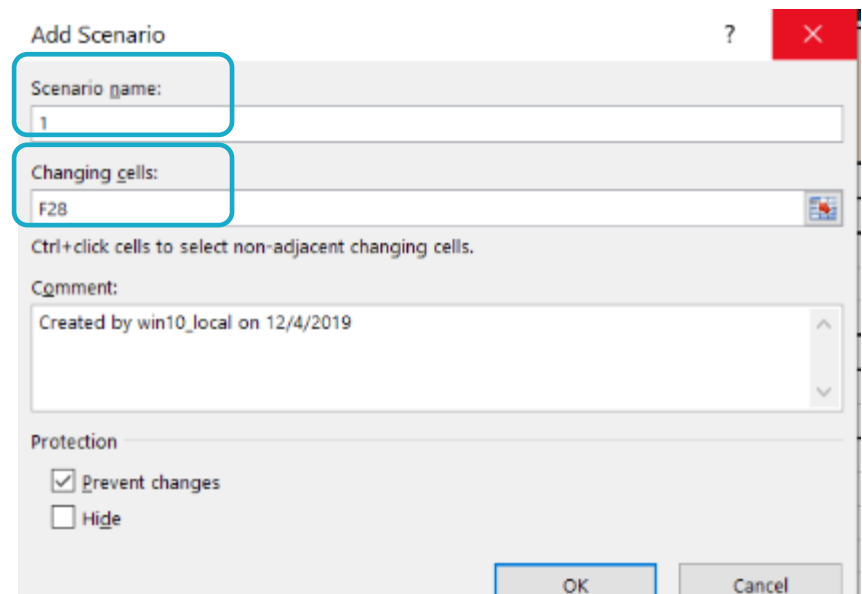 Add Scenario ?
Scenario name:
1
Changing cells:
F28
Ctrl+click cells to select non-adjacent changing cells.
Comment:
Created by win10_local on 12/4/2019
Protection
Prevent changes
Hide
OK Cancel